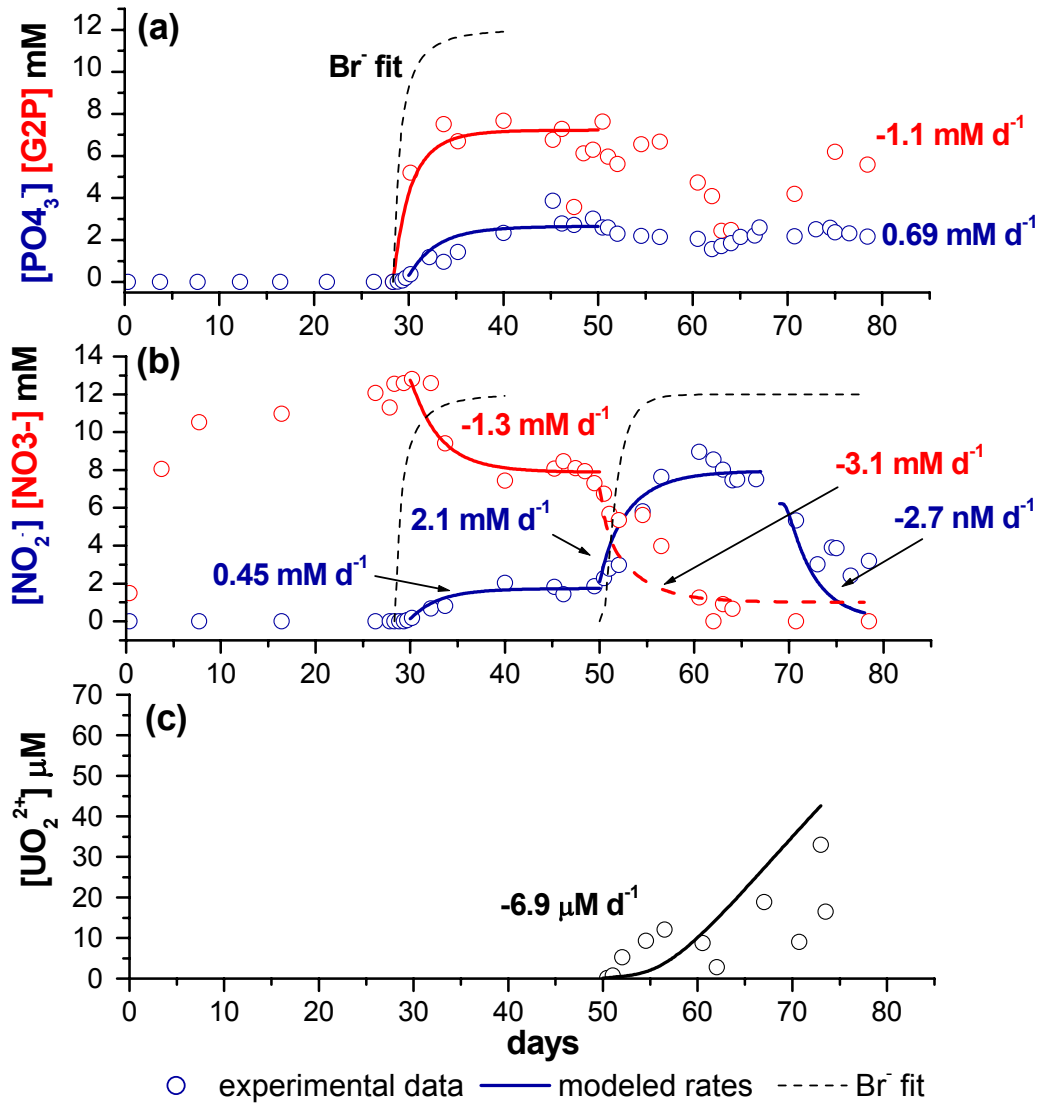 (a)
[PO4₃⁻] [G2P] mM
12
10
8
6
4
2
0
Br⁻ fit
-1.1 mM d⁻¹
0.69 mM d⁻¹
0 10 20 30 40 50 60 70 80
(b)
[NO₂⁻] [NO3-] mM
14
12
10
8
6
4
2
0
-1.3 mM d⁻¹
-3.1 mM d⁻¹
2.1 mM d⁻¹
-2.7 nM d⁻¹
0.45 mM d⁻¹
0 10 20 30 40 50 60 70 80
(c)
[UO₂²⁺] µM
70
60
50
40
30
20
10
0
-6.9 µM d⁻¹
0 10 20 30 40 50 60 70 80
days
experimental data modeled rates Br⁻ fit